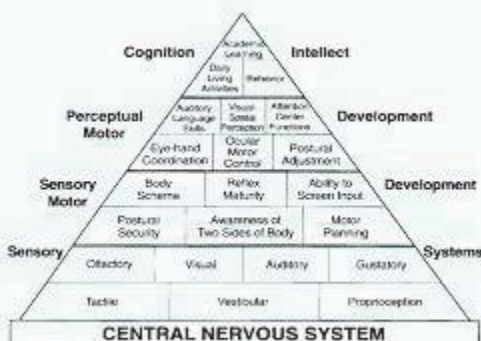 Academic
Learning
Cognition
Intellect
Daily
Living
Activities
Behavior
Perceptual
Motor
Auditory
Language
Skills
Visual
Spatial
Perception
Attention
Center
Functions
Development
Eye-hand
Coordination
Ocular
Motor
Control
Postural
Adjustment
Sensory
Motor
Body
Scheme
Reflex
Maturity
Ability to
Screen Input
Development
Postural
Security
Awareness of
Two Sides of Body
Motor
Planning
Sensory
Systems
Olfactory
Visual
Auditory
Gustatory
Tactile
Vestibular
Proprioception
CENTRAL NERVOUS SYSTEM